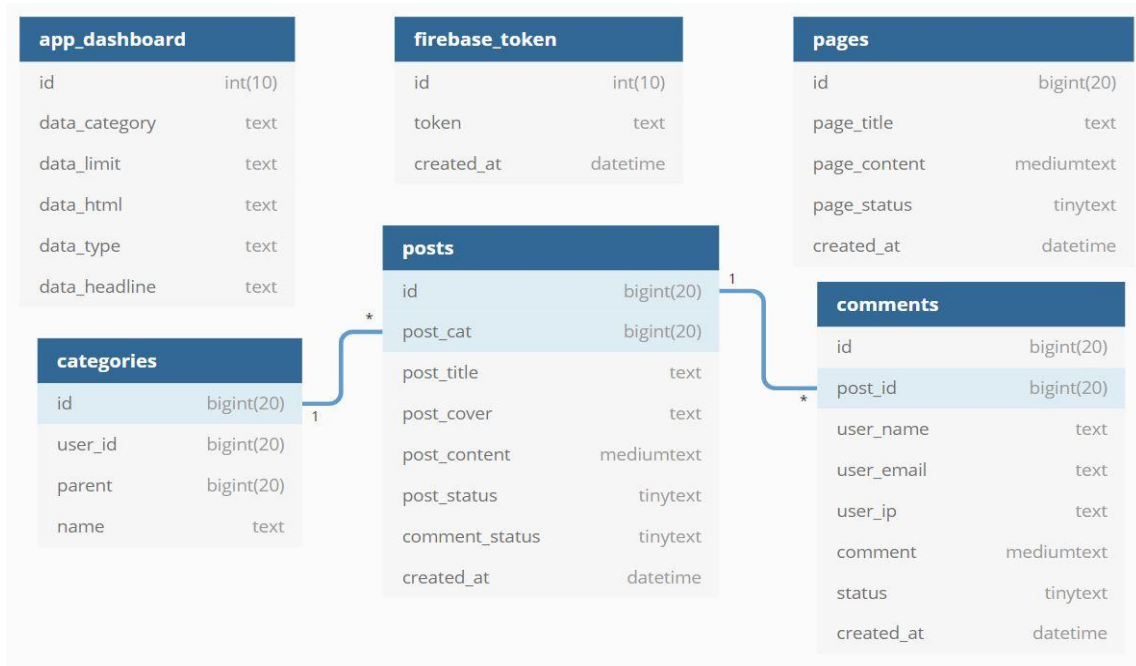 app_dashboard
id int(10)
data_category text
data_limit text
data_html text
data_type text
data_headline text
firebase_token
id int(10)
token text
created_at datetime
pages
id bigint(20)
page_title text
page_content mediumtext
page_status tinytext
created_at datetime
categories
id bigint(20)
user_id bigint(20)
parent bigint(20)
name text
1
*
posts
id bigint(20)
post_cat bigint(20)
post_title text
post_cover text
post_content mediumtext
post_status tinytext
comment_status tinytext
created_at datetime
1
*
comments
id bigint(20)
post_id bigint(20)
user_name text
user_email text
user_ip text
comment mediumtext
status tinytext
created_at datetime